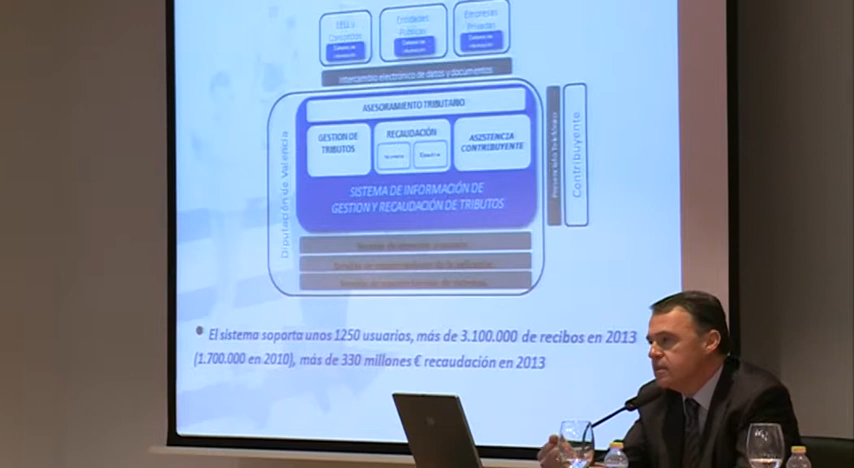 Entidades
Públicas
Empresas
Privadas
Intercambio electrónico de datos y documentos
ASESORAMIENTO TRIBUTARIO
GESTION DE
TRIBUTOS
RECAUDACIÓN
ASISTENCIA
CONTRIBUYENTE
SISTEMA DE INFORMACIÓN DE
GESTION Y RECAUDACIÓN DE TRIBUTOS
Diputación de Valencia
Contribuyente
• El sistema soporta unos 1250 usuarios, más de 3.100.000 de recibos en 2013
(1.700.000 en 2010), más de 330 millones € recaudación en 2013